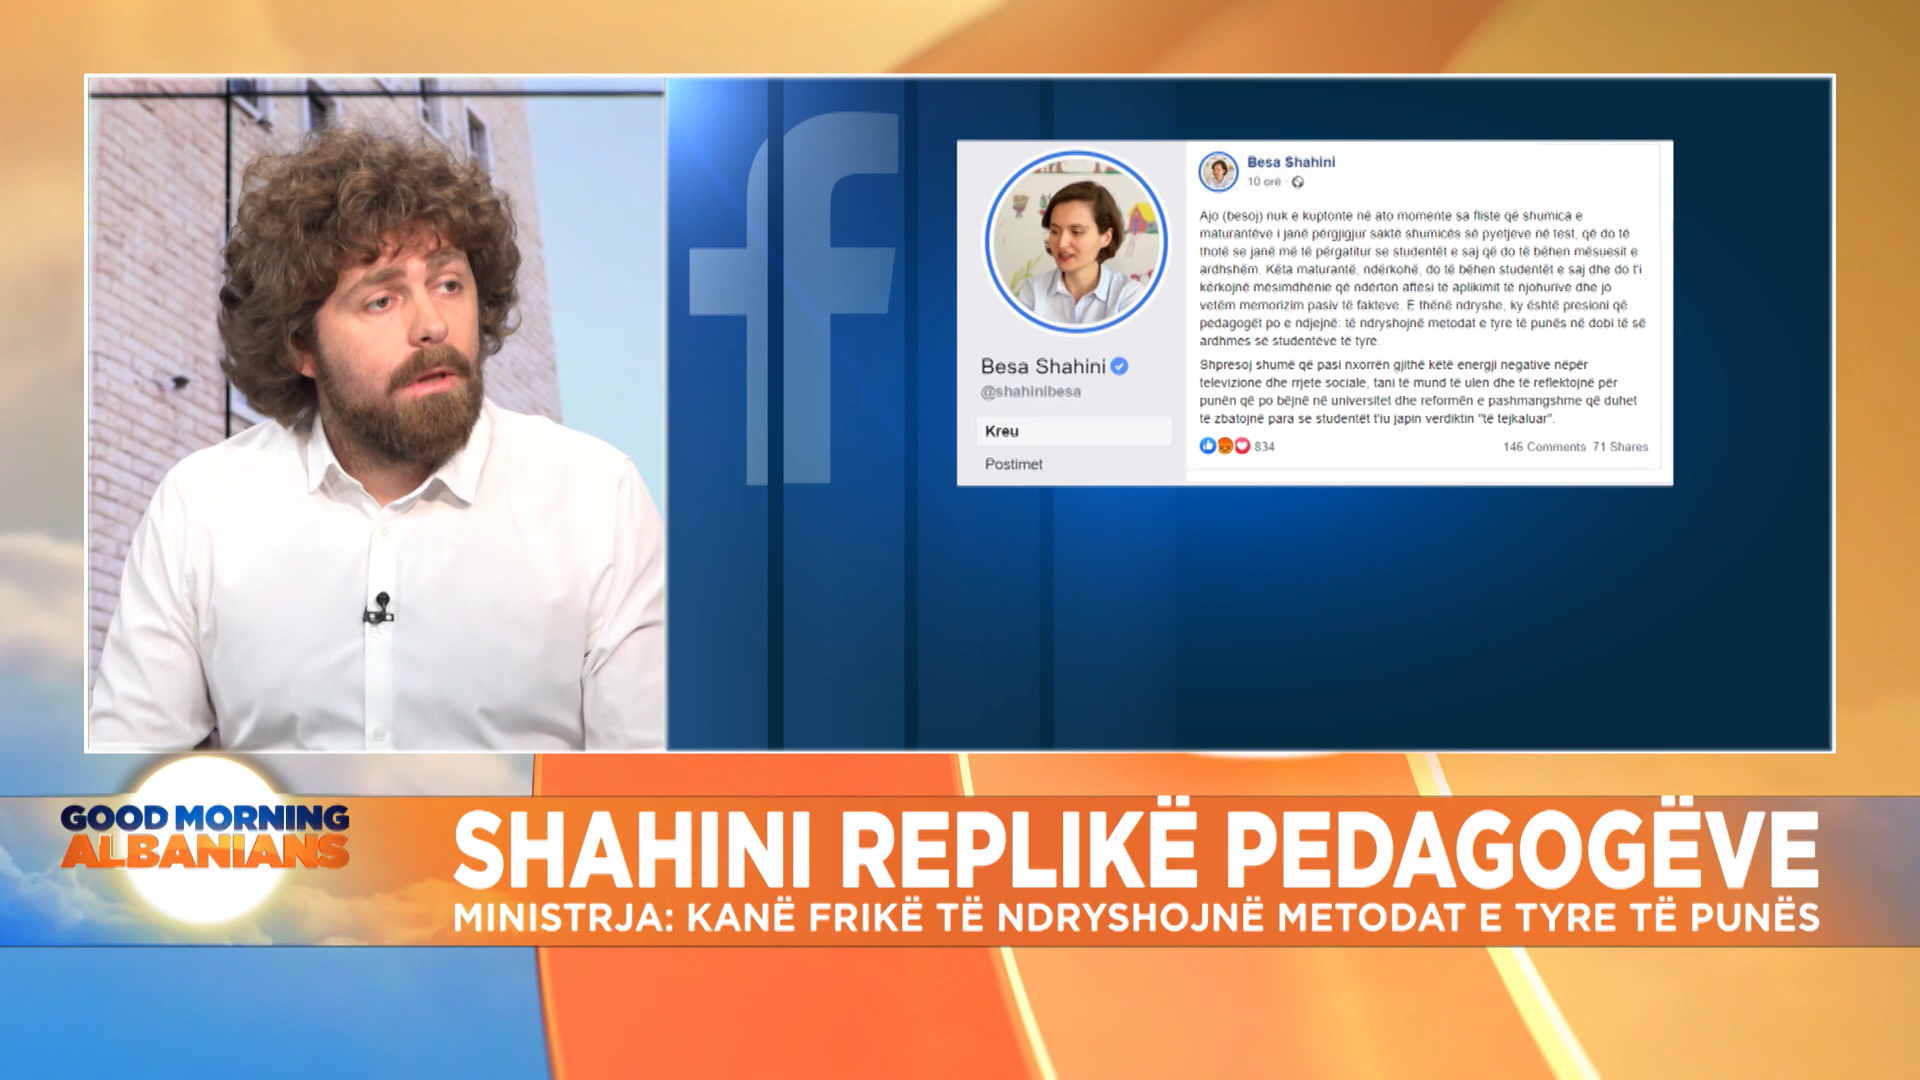 Besa Shahini
@shahinibesa
Kreu
Postimet
Besa Shahini
10 orë
Ajo (besoj) nuk e kuptonte në ato momente sa fliste që shumica e
maturantëve i janë përgjigjur saktë shumicës së pyetjeve në test, që do të
thotë se janë më të përgatitur se studentët e saj që do të bëhen mësuesit e
ardhshëm. Këta maturantë, ndërkohë, do të bëhen studentët e saj dhe do t'i
kërkojnë mësimdhënie që ndërton aftësi të aplikimit të njohurive dhe jo
vetëm memorizim pasiv të fakteve. E thënë ndryshe, ky është presioni që
pedagogët po e ndjejnë: të ndryshojnë metodat e tyre të punës në dobi të së
ardhmes së studentëve të tyre.
Shpresoj shumë që pasi nxorrën gjithë këtë energji negative nëpër
televizione dhe rrjete sociale, tani të mund të ulen dhe të reflektojnë për
punën që po bëjnë në universitet dhe reformën e pashmangshme që duhet
të zbatojnë para se studentët t'iu japin verdiktin "të tejkaluar".
834
146 Comments 71 Shares
GOOD MORNING
ALBANIANS
SHAHINI REPLIKË PEDAGOGËVE
MINISTRJA: KANË FRIKË TË NDRYSHOJNË METODAT E TYRE TË PUNËS